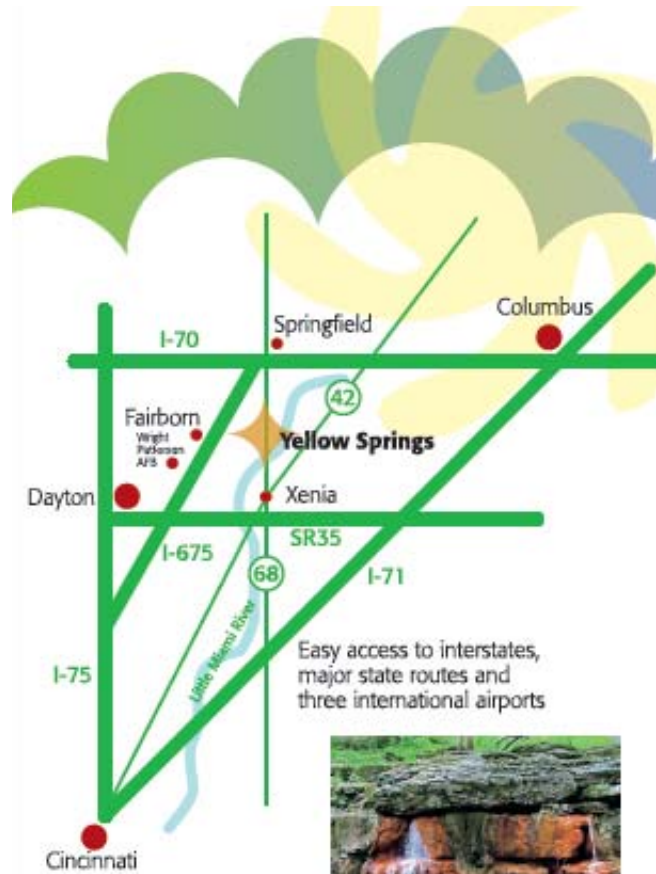 Columbus
Springfield
I-70
42
Fairborn
Wright
Patterson
AFB
Yellow Springs
Dayton
Xenia
SR35
I-675
68
I-71
Little Miami River
I-75
Easy access to interstates,
major state routes and
three international airports
Cincinnati